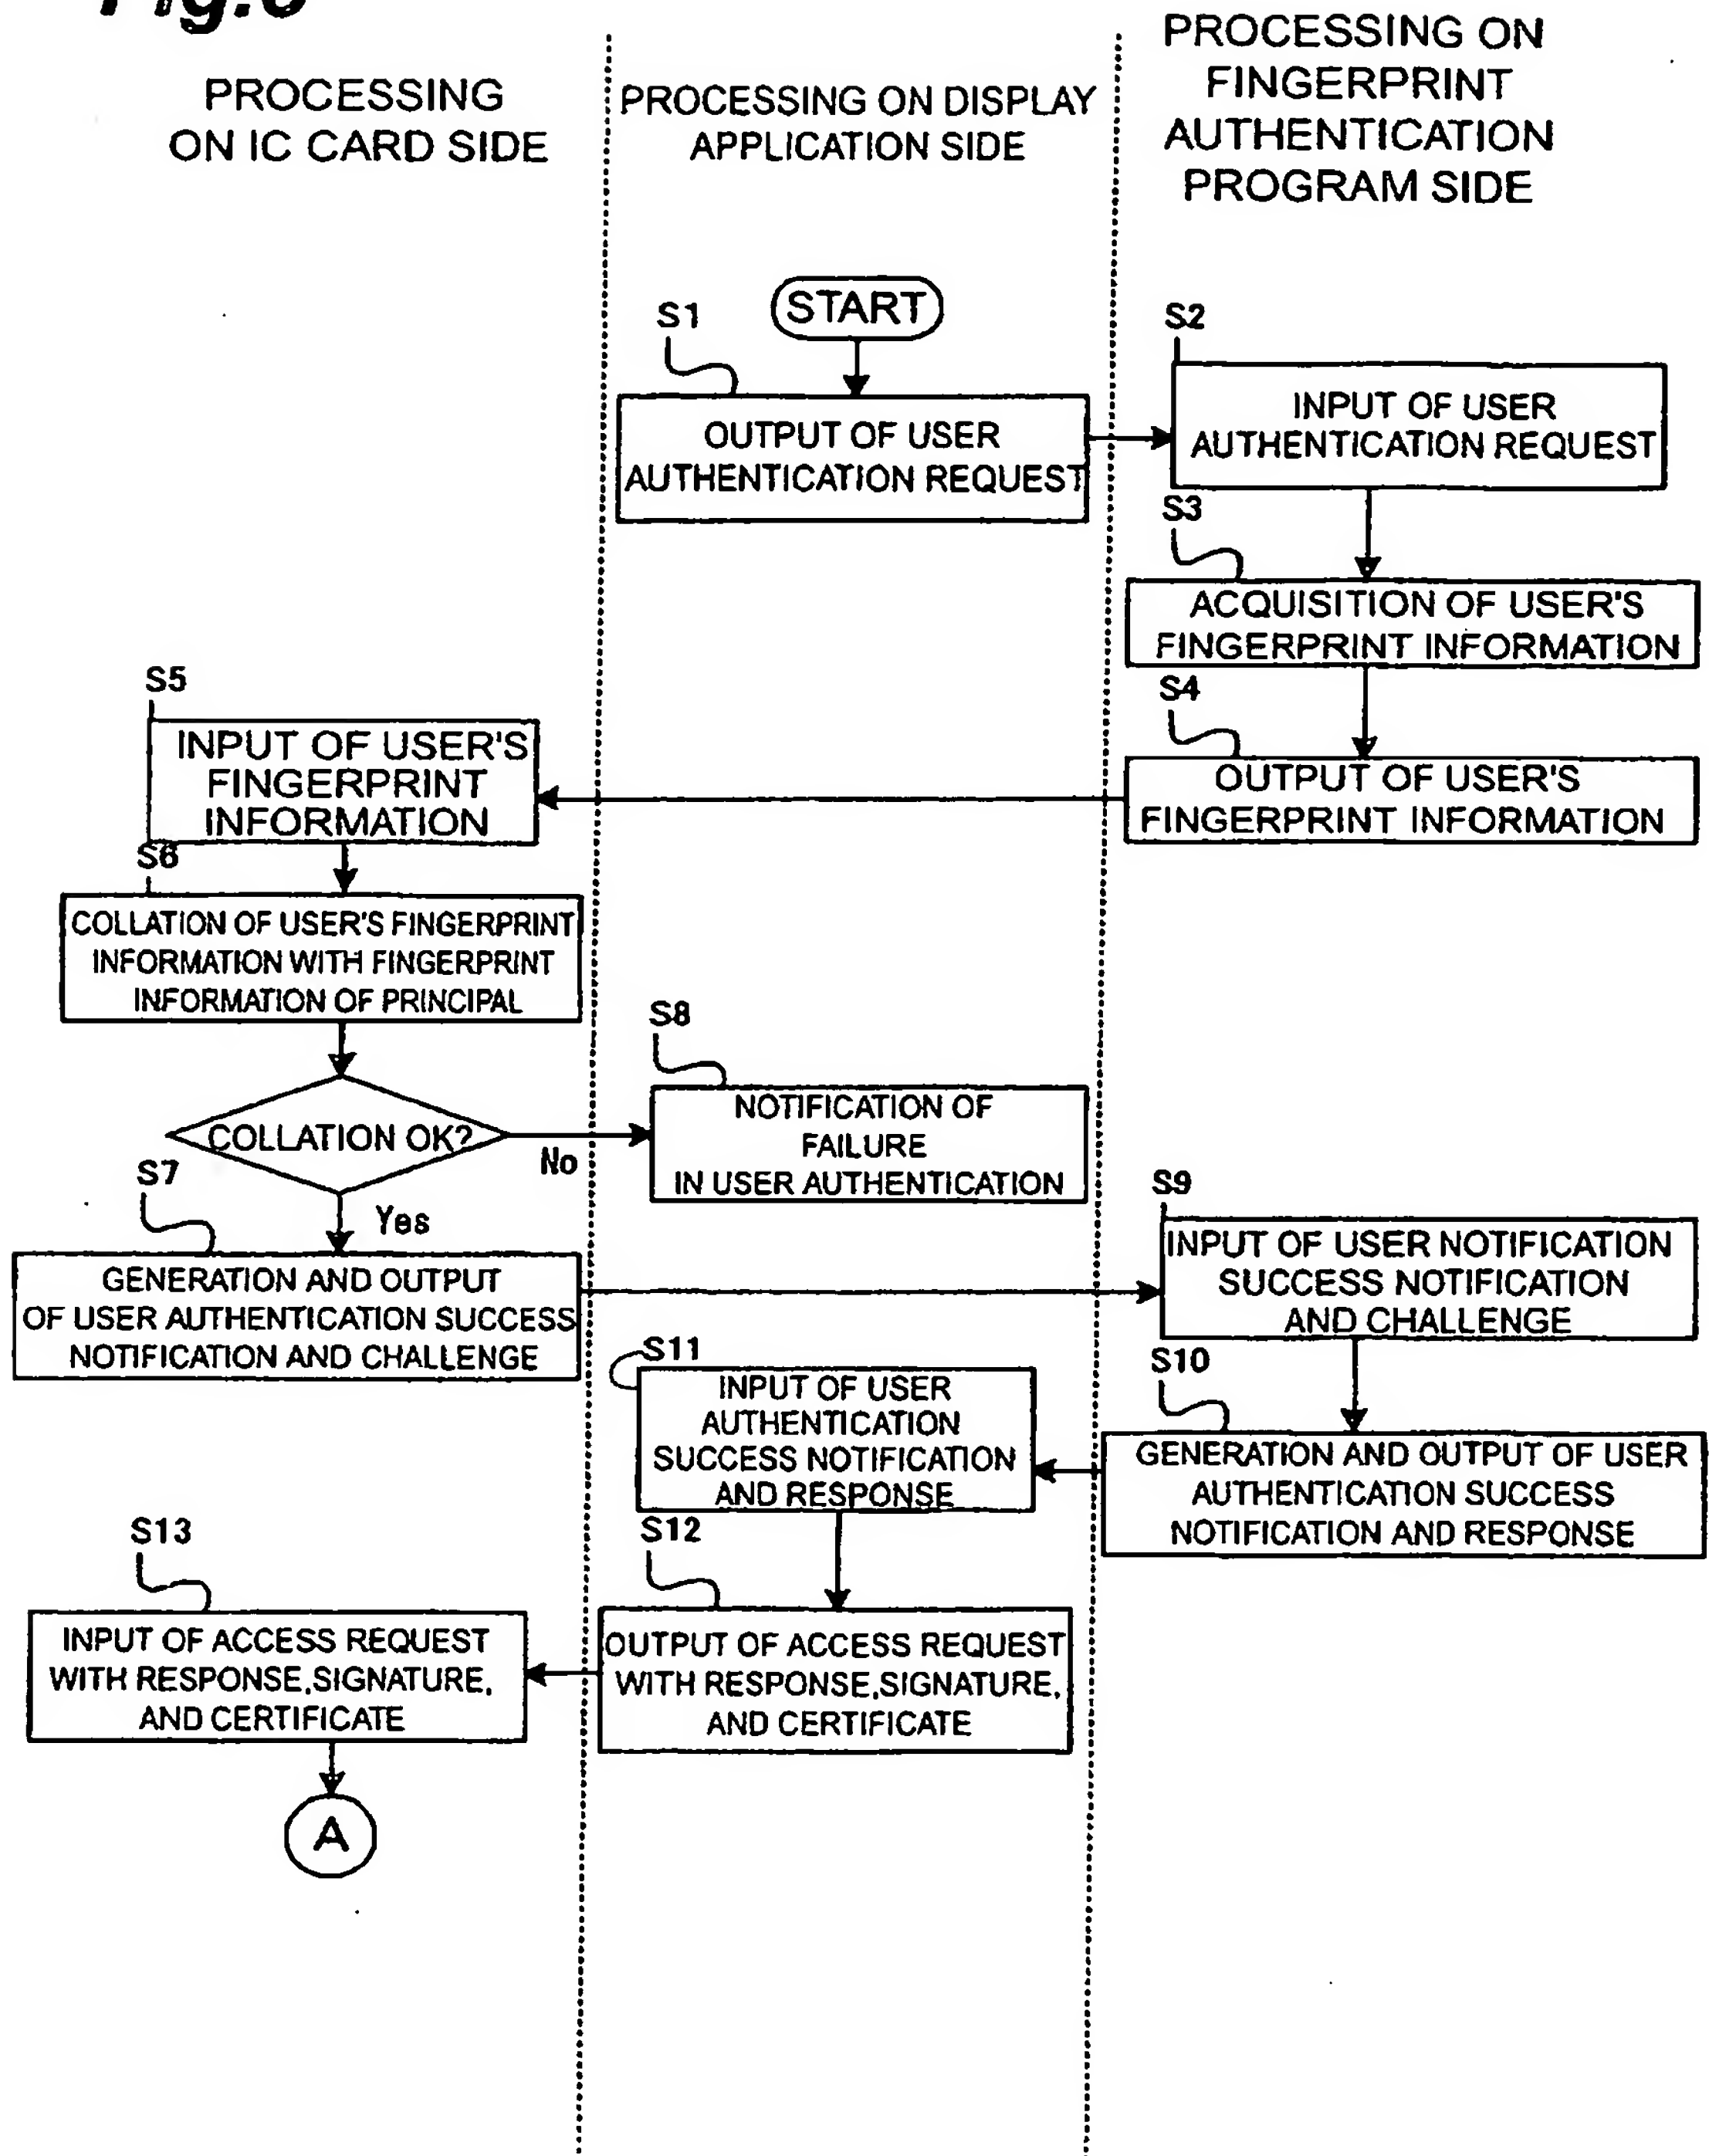 PROCESSING
ON IC CARD SIDE
PROCESSING ON DISPLAY
APPLICATION SIDE
PROCESSING ON
FINGERPRINT
AUTHENTICATION
PROGRAM SIDE
START
S1
OUTPUT OF USER
AUTHENTICATION REQUEST
S2
INPUT OF USER
AUTHENTICATION REQUEST
S3
ACQUISITION OF USER'S
FINGERPRINT INFORMATION
S4
OUTPUT OF USER'S
FINGERPRINT INFORMATION
S5
INPUT OF USER'S
FINGERPRINT
INFORMATION
S6
COLLATION OF USER'S FINGERPRINT
INFORMATION WITH FINGERPRINT
INFORMATION OF PRINCIPAL
COLLATION OK?
No
Yes
S8
NOTIFICATION OF
FAILURE
IN USER AUTHENTICATION
S7
GENERATION AND OUTPUT
OF USER AUTHENTICATION SUCCESS
NOTIFICATION AND CHALLENGE
S9
INPUT OF USER NOTIFICATION
SUCCESS NOTIFICATION
AND CHALLENGE
S10
GENERATION AND OUTPUT OF USER
AUTHENTICATION SUCCESS
NOTIFICATION AND RESPONSE
S11
INPUT OF USER
AUTHENTICATION
SUCCESS NOTIFICATION
AND RESPONSE
S12
OUTPUT OF ACCESS REQUEST
WITH RESPONSE,SIGNATURE,
AND CERTIFICATE
S13
INPUT OF ACCESS REQUEST
WITH RESPONSE,SIGNATURE,
AND CERTIFICATE
A